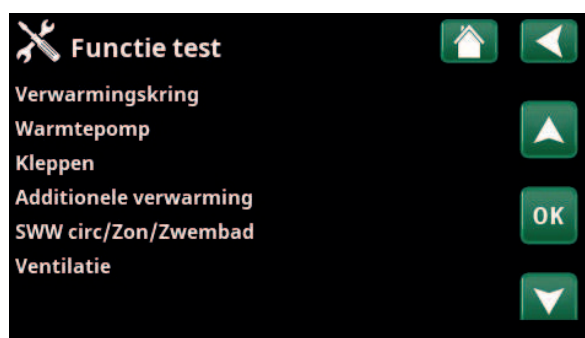 Functie test
Verwarmingskring
Warmtepomp
Kleppen
Additionele verwarming
OK
SWW circ/Zon/Zwembad
Ventilatie